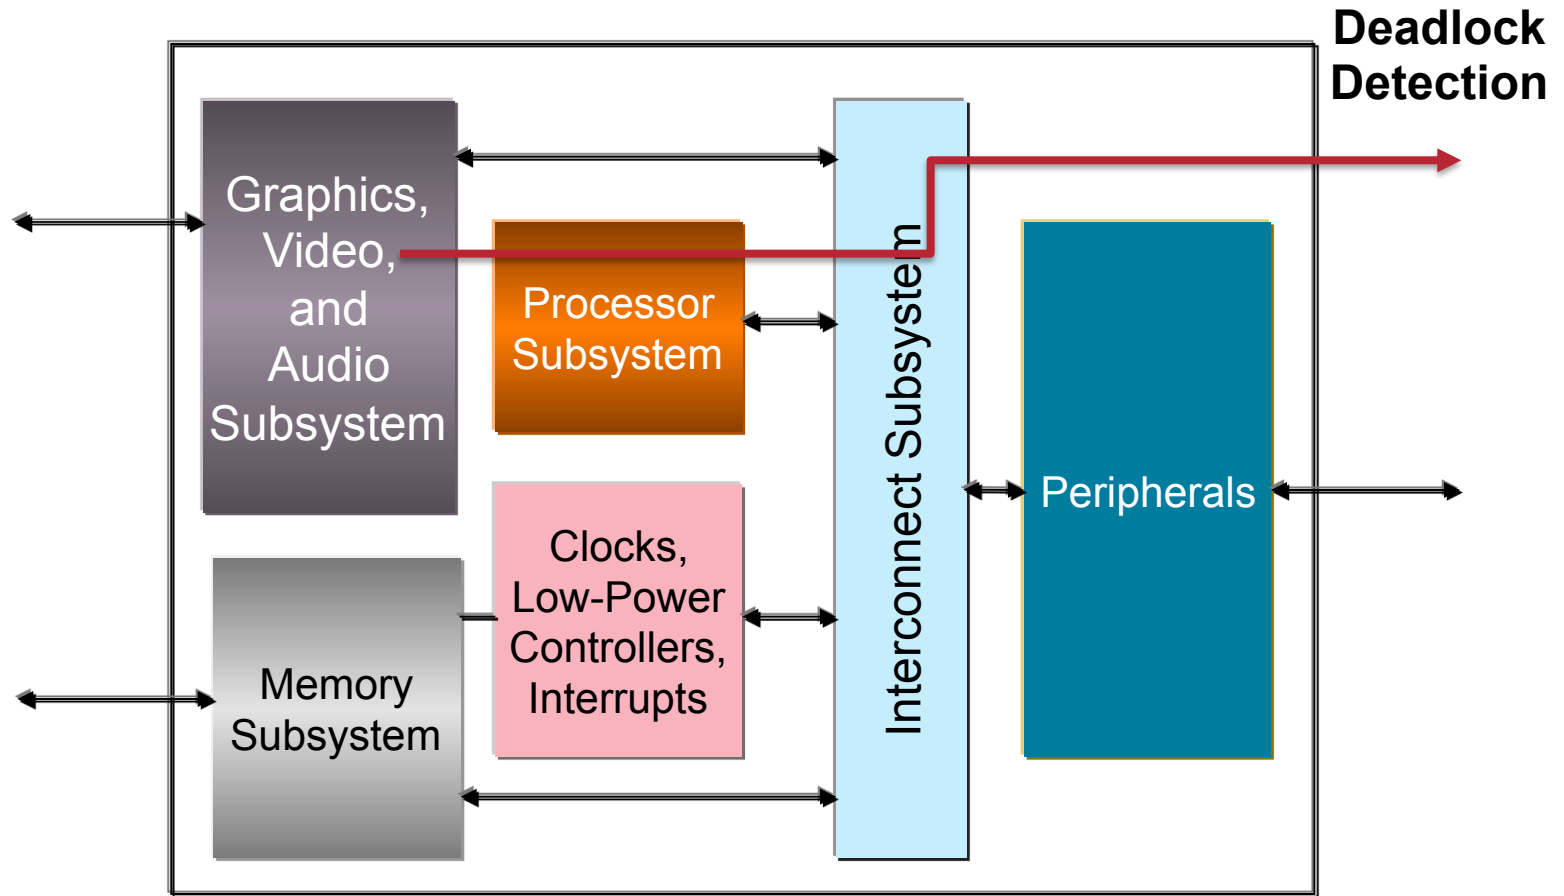 Deadlock
Detection
Graphics,
Video,
and
Audio
Subsystem
Processor
Subsystem
Interconnect Subsystem
Peripherals
Clocks,
Low-Power
Controllers,
Interrupts
Memory
Subsystem